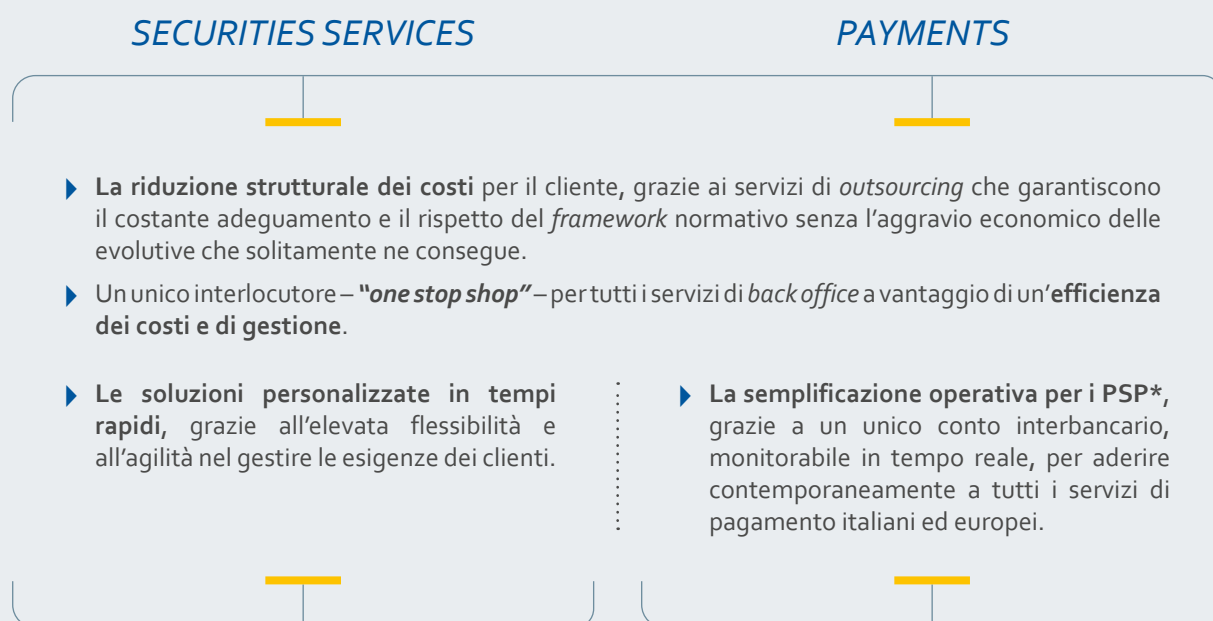 SECURITIES SERVICES
PAYMENTS
La riduzione strutturale dei costi per il cliente, grazie ai servizi di outsourcing che garantiscono
il costante adeguamento e il rispetto del framework normativo senza l'aggravio economico delle
evolutive che solitamente ne consegue.
Un unico interlocutore – "one stop shop" – per tutti i servizi di back office a vantaggio di un'efficienza
dei costi e di gestione.
Le soluzioni personalizzate in tempi
rapidi, grazie all'elevata flessibilità e
all'agilità nel gestire le esigenze dei clienti.
La semplificazione operativa per i PSP*,
grazie a un unico conto interbancario,
monitorabile in tempo reale, per aderire
contemporaneamente a tutti i servizi di
pagamento italiani ed europei.